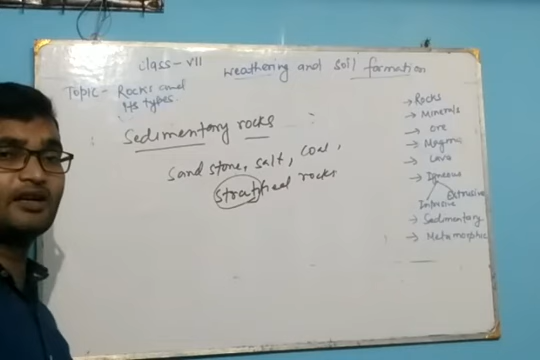 Class-VII
weathering and soil formation
Topic- Rocks and
its types.
Sedimentary rocks
Sand stone, salt, coal,
stratified rocks
→ Rocks
→ Minerals
→ ore
→ Magma
→ Lava
→ Igneous
Extrusive
Intrusive
→ Sedimentary
→ Metamorphic